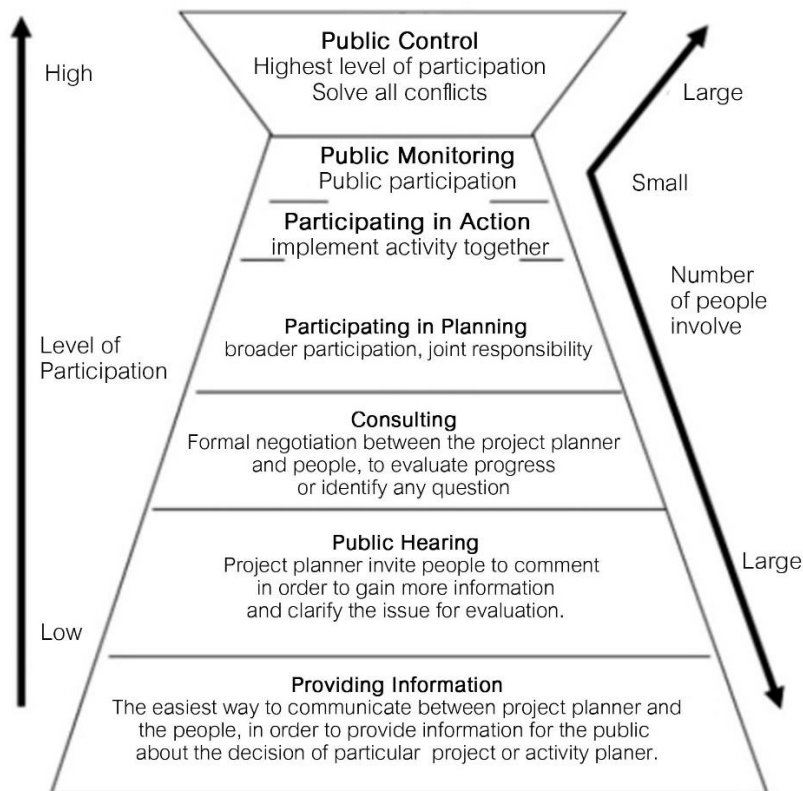 Public Control
Highest level of participation
Solve all conflicts
High
Large
Public Monitoring
Public participation
Small
Participating in Action
implement activity together
Number
of people
involve
Participating in Planning
broader participation, joint responsibility
Level of
Participation
Consulting
Formal negotiation between the project planner
and people, to evaluate progress
or identify any question
Public Hearing
Project planner invite people to comment
in order to gain more information
and clarify the issue for evaluation.
Large
Low
Providing Information
The easiest way to communicate between project planner and
the people, in order to provide information for the public
about the decision of particular project or activity planer.